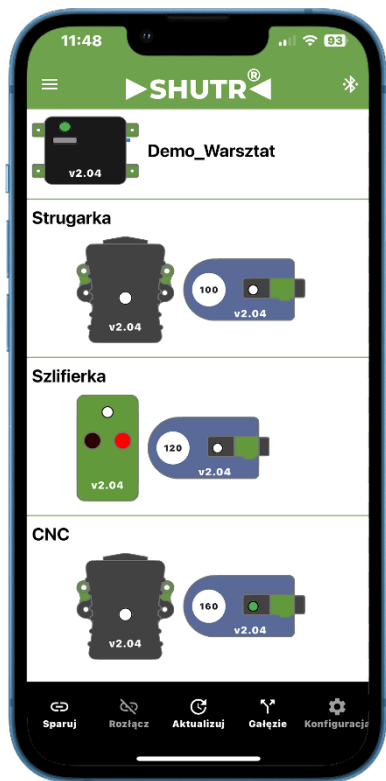 11:48
93
SHUTR®
Demo_Warsztat
v2.04
Strugarka
100
v2.04
v2.04
Szlifierka
120
v2.04
v2.04
CNC
160
v2.04
v2.04
Sparuj Rozłącz Aktualizuj Gałęzie Konfiguracja